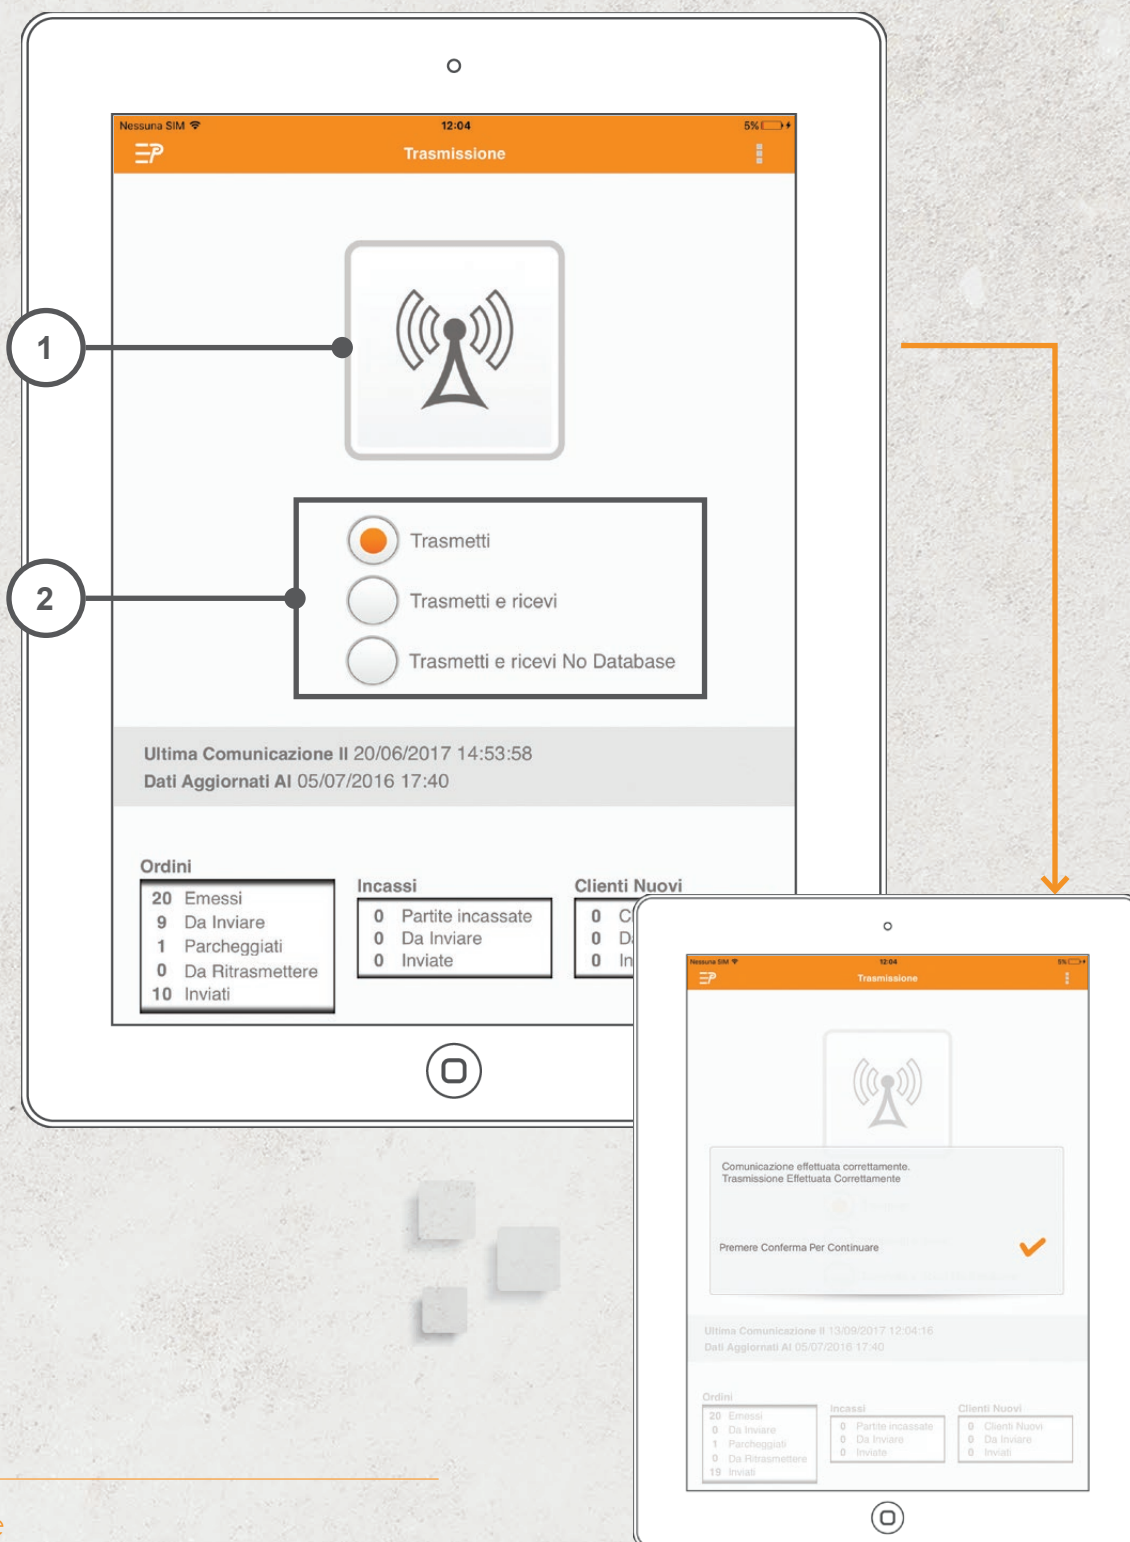 Nessuna SIM 12:04 5%
Trasmissione
1
2
Trasmetti
Trasmetti e ricevi
Trasmetti e ricevi No Database
Ultima Comunicazione Il 20/06/2017 14:53:58
Dati Aggiornati Al 05/07/2016 17:40
Ordini
20 Emessi
9 Da Inviare
1 Parcheggiati
0 Da Ritrasmettere
10 Inviati
Incassi
0 Partite incassate
0 Da Inviare
0 Inviate
Clienti Nuovi
0 C
0 D
0 In
Nessuna SIM 12:04 5%
Trasmissione
Comunicazione effettuata correttamente.
Trasmissione Effettuata Correttamente
Premere Conferma Per Continuare
Ultima Comunicazione Il 13/09/2017 12:04:16
Dati Aggiornati Al 05/07/2016 17:40
Ordini
20 Emessi
0 Da Inviare
1 Parcheggiati
0 Da Ritrasmettere
19 Inviati
Incassi
0 Partite incassate
0 Da Inviare
0 Inviate
Clienti Nuovi
0 Clienti Nuovi
0 Da Inviare
0 Inviati